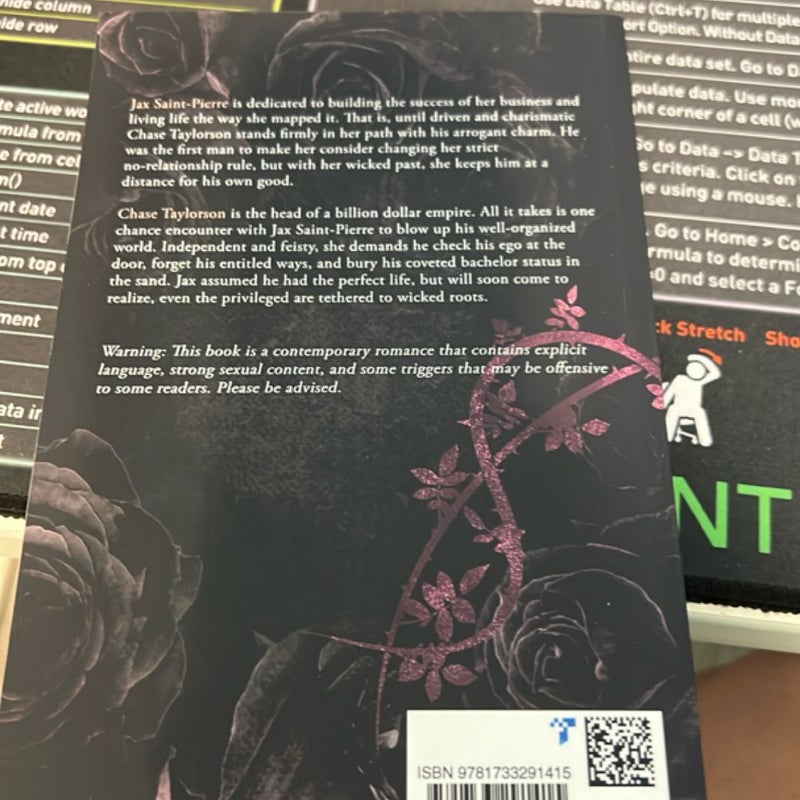 hide column
hide row
te active wo
mula from
e from cel
m()
nt date
t time
om top
ment
ata in
t
Use Data Table (Ctrl+T) for multiple
ort Option. Without Data
ntire data set. Go to D
pulate data. Use mo
ht corner of a cell (w
Go to Data –> Data T
s criteria. Click on
ge using a mouse.
. Go to Home > Co
ormula to determi
0 and select a Fo
ck Stretch Sho
NT
Jax Saint-Pierre is dedicated to building the success of her business and
living life the way she mapped it. That is, until driven and charismatic
Chase Taylorson stands firmly in her path with his arrogant charm. He
was the first man to make her consider changing her strict
no-relationship rule, but with her wicked past, she keeps him at a
distance for his own good.
Chase Taylorson is the head of a billion dollar empire. All it takes is one
chance encounter with Jax Saint-Pierre to blow up his well-organized
world. Independent and feisty, she demands he check his ego at the
door, forget his entitled ways, and bury his coveted bachelor status in
the sand. Jax assumed he had the perfect life, but will soon come to
realize, even the privileged are tethered to wicked roots.
Warning: This book is a contemporary romance that contains explicit
language, strong sexual content, and some triggers that may be offensive
to some readers. Please be advised.
ISBN 9781733291415